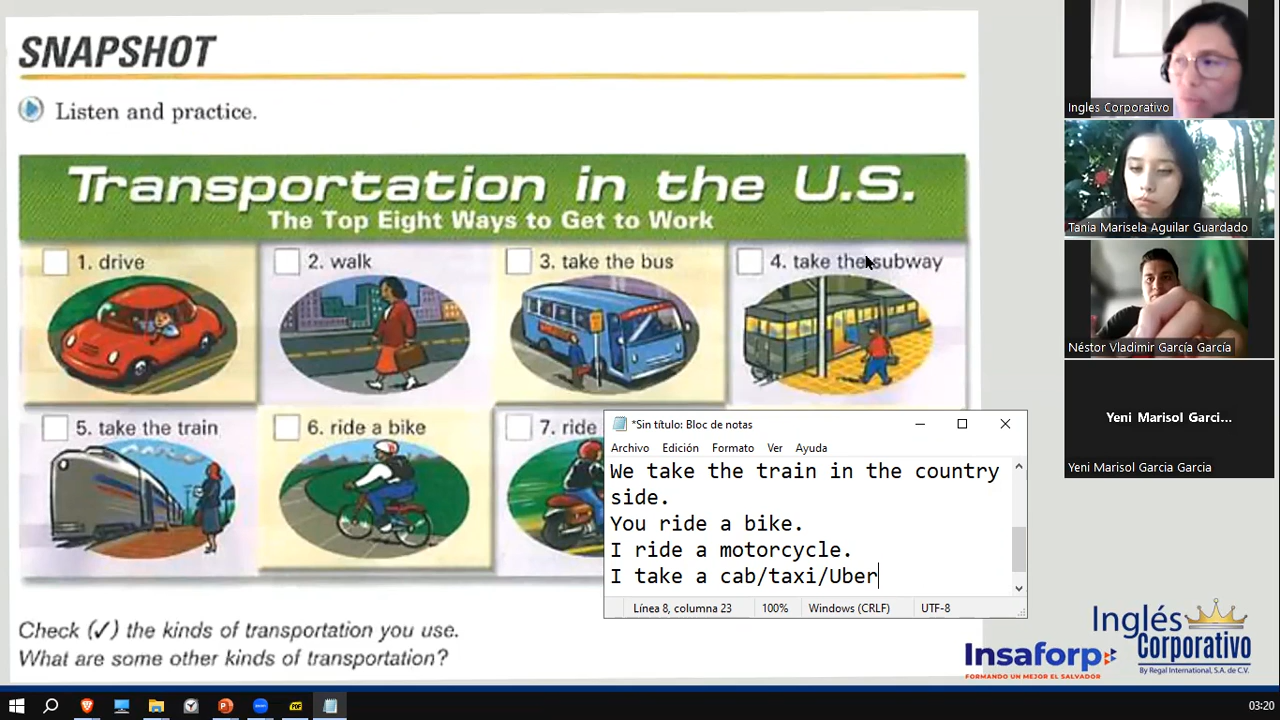 SNAPSHOT
Listen and practice.
Transportation in the U.S.
The Top Eight Ways to Get to Work
1. drive
2. walk
3. take the bus
4. take the subway
5. take the train
6. ride a bike
7. ride
Check (✓) the kinds of transportation you use.
What are some other kinds of transportation?
*Sin título: Bloc de notas
Archivo Edición Formato Ver Ayuda
We take the train in the country
side.
You ride a bike.
I ride a motorcycle.
I take a cab/taxi/Uber
Línea 8, columna 23 100% Windows (CRLF) UTF-8
Ingles Corporativo
Tania Marisela Aguilar Guardado
Néstor Vladimir García García
Yeni Marisol Garci...
Yeni Marisol Garcia Garcia
Insaforp
FORMANDO UN MEJOR EL SALVADOR
Inglés
Corporativo
By Regal International, S.A. de C.V.
03:20